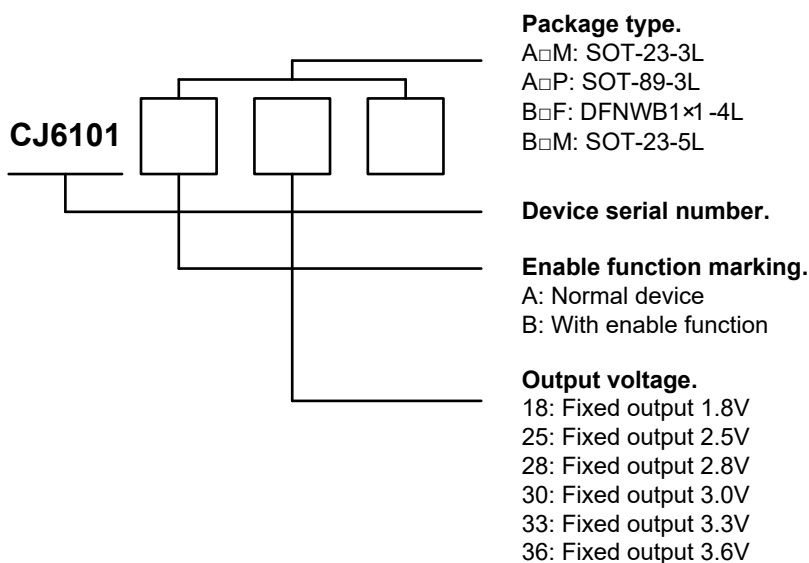 Package type.
A□M: SOT-23-3L
A□P: SOT-89-3L
B□F: DFNWB1×1-4L
B□M: SOT-23-5L
CJ6101
Device serial number.
Enable function marking.
A: Normal device
B: With enable function
Output voltage.
18: Fixed output 1.8V
25: Fixed output 2.5V
28: Fixed output 2.8V
30: Fixed output 3.0V
33: Fixed output 3.3V
36: Fixed output 3.6V